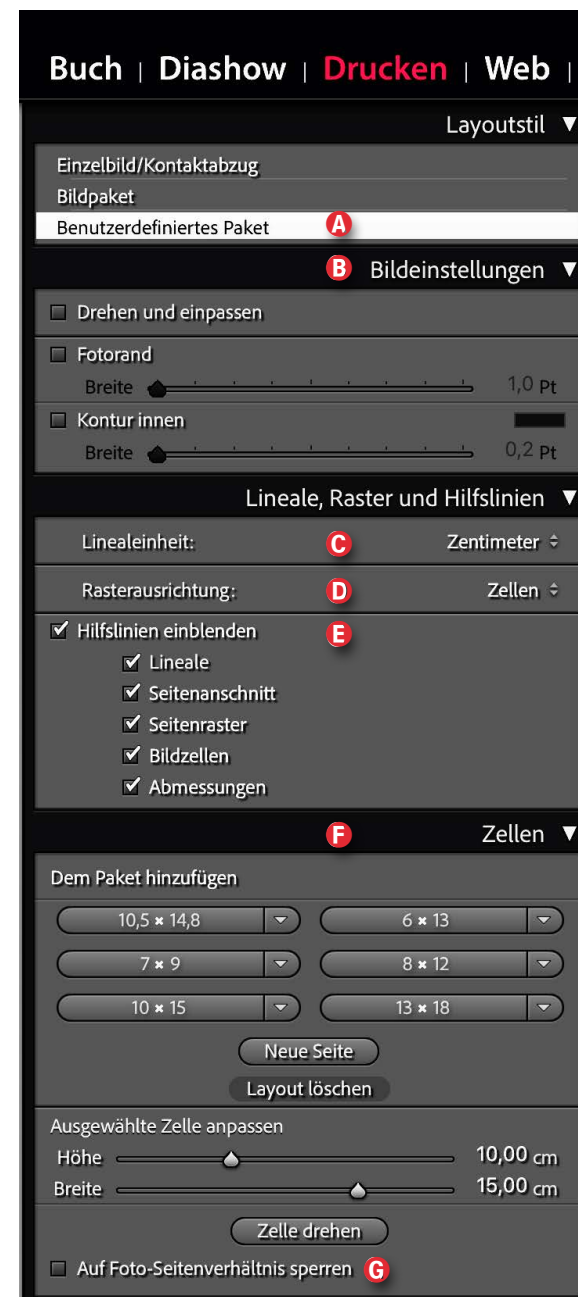 Buch | Diashow | Drucken | Web |
Layoutstil ▼
Einzelbild/Kontaktabzug
Bildpaket
Benutzerdefiniertes Paket A
B Bildeinstellungen ▼
Drehen und einpassen
Fotorand
Breite 1,0 Pt
Kontur innen
Breite 0,2 Pt
Lineale, Raster und Hilfslinien ▼
Linealeinheit: C Zentimeter
Rasterausrichtung: D Zellen
Hilfslinien einblenden E
Lineale
Seitenanschnitt
Seitenraster
Bildzellen
Abmessungen
F Zellen ▼
Dem Paket hinzufügen
10,5 × 14,8 6 × 13
7 × 9 8 × 12
10 × 15 13 × 18
Neue Seite
Layout löschen
Ausgewählte Zelle anpassen
Höhe 10,00 cm
Breite 15,00 cm
Zelle drehen
Auf Foto-Seitenverhältnis sperren G